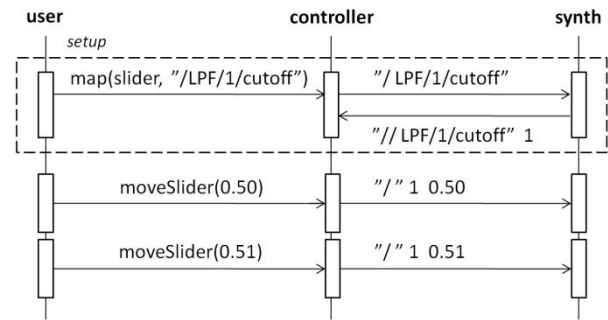 user controller synth
setup
map(slider, ”/LPF/1/cutoff”) ”/ LPF/1/cutoff”
”// LPF/1/cutoff” 1
moveSlider(0.50) ”/ ” 1 0.50
moveSlider(0.51) ”/ ” 1 0.51